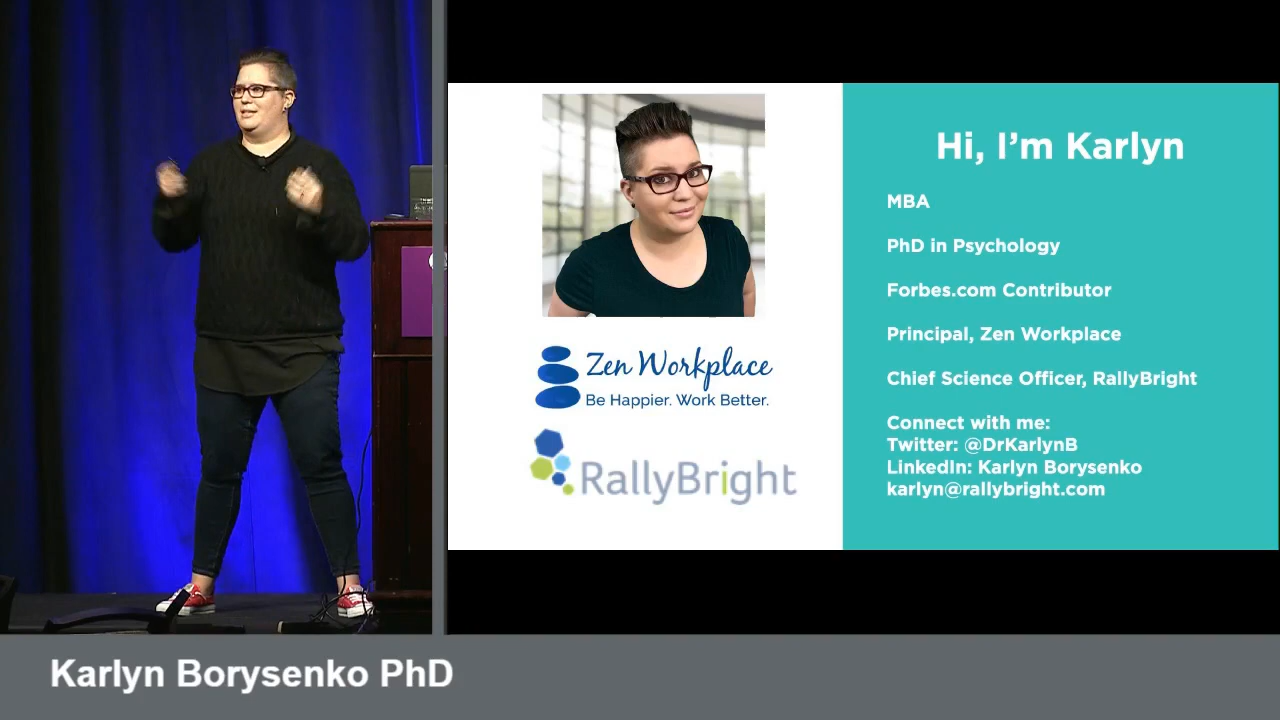 Hi, I'm Karlyn
MBA
PhD in Psychology
Forbes.com Contributor
Principal, Zen Workplace
Chief Science Officer, RallyBright
Connect with me:
Twitter: @DrKarlynB
LinkedIn: Karlyn Borysenko
karlyn@rallybright.com
Zen Workplace
Be Happier. Work Better.
RallyBright
Karlyn Borysenko PhD